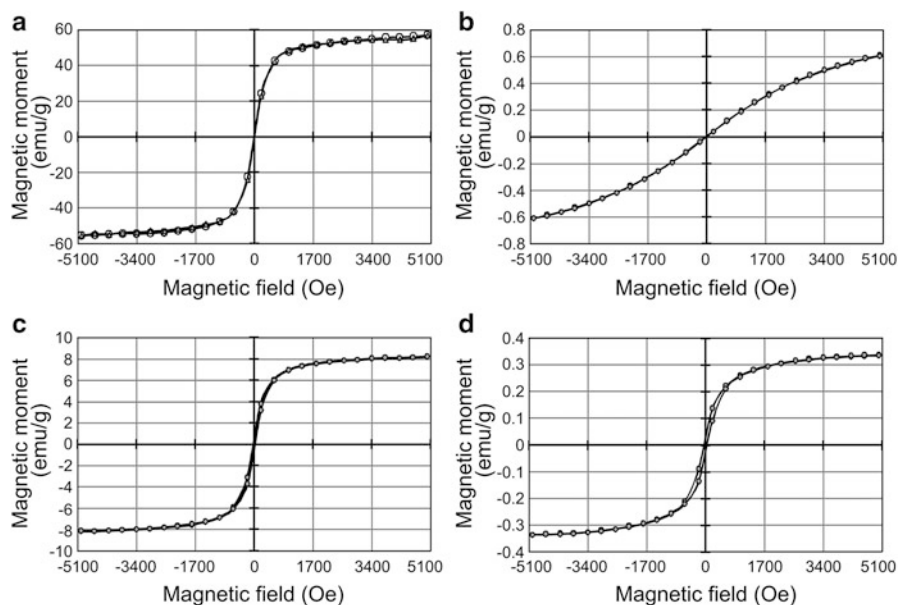 a
60
40
20
0
-20
-40
-60
Magnetic moment
(emu/g)
-5100 -3400 -1700 0 1700 3400 5100
Magnetic field (Oe)
b
0.8
0.6
0.4
0.2
0
-0.2
-0.4
-0.6
-0.8
Magnetic moment
(emu/g)
-5100 -3400 -1700 0 1700 3400 5100
Magnetic field (Oe)
c
10
8
6
4
2
0
-2
-4
-6
-8
-10
Magnetic moment
(emu/g)
-5100 -3400 -1700 0 1700 3400 5100
Magnetic field (Oe)
d
0.4
0.3
0.2
0.1
0
-0.1
-0.2
-0.3
0.4
Magnetic moment
(emu/g)
-5100 -3400 -1700 0 1700 3400 5100
Magnetic field (Oe)